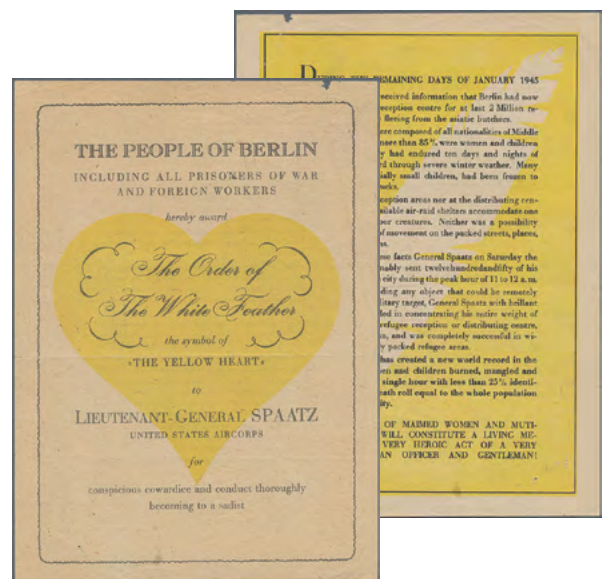 THE PEOPLE OF BERLIN
INCLUDING ALL PRISONERS OF WAR
AND FOREIGN WORKERS
hereby award
The Order of
The White Feather
the symbol of
»THE YELLOW HEART«
to
LIEUTENANT-GENERAL SPAATZ
UNITED STATES AIRCORPS
for
conspicious cowardice and conduct thoroughly
becoming to a sadist
DURING THE REMAINING DAYS OF JANUARY 1945
received information that Berlin had now
reception centre for at last 2 Million re-
fleeing from the asiatic butchers.
were composed of all nationalities of Middle
more than 85% were women and children
had endured ten days and nights of
through severe winter weather. Many
small children, had been frozen to
reception areas nor at the distributing cen-
air-raid shelters accommodate one
creatures. Neither was a possibility
of movement on the packed streets, places,
facts General Spaatz on Saturday the
sent twelvehundredandfifty of his
city during the peak hour of 11 to 12 a. m.
any object that could be remotely
target, General Spaatz with brillant
in concentrating his entire weight of
refugee reception or distributing centre,
and was completely successful in wi-
packed refugee areas.
has created a new world record in the
and children burned, mangled and
single hour with less than 25% identi-
roll equal to the whole population
OF MAIMED WOMEN AND MUTI-
WILL CONSTITUTE A LIVING ME-
VERY HEROIC ACT OF A VERY
AN OFFICER AND GENTLEMAN!